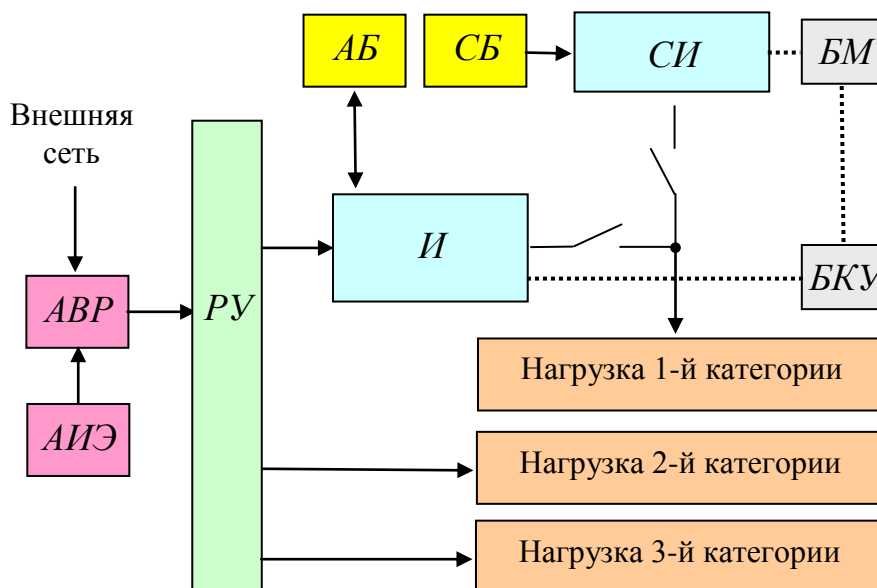 АБ
СБ
СИ
БМ
Внешняя
сеть
И
БКУ
АВР
РУ
Нагрузка 1-й категории
АИЭ
Нагрузка 2-й категории
Нагрузка 3-й категории